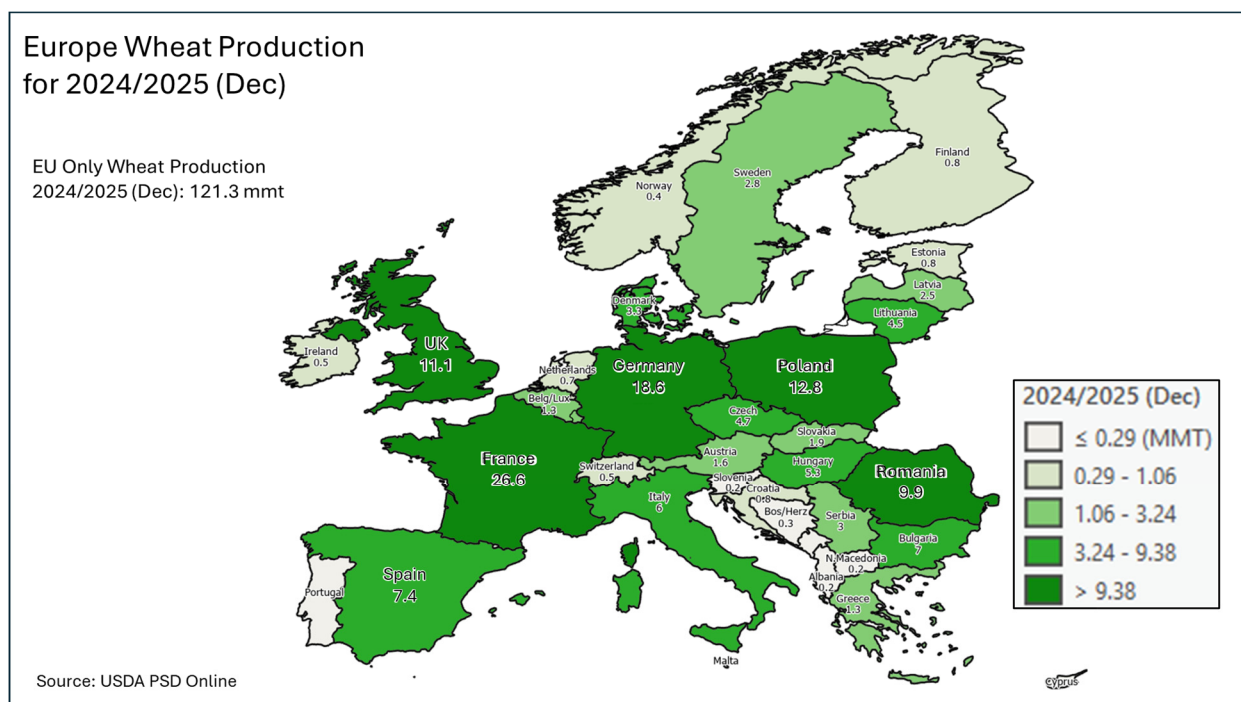 Europe Wheat Production
for 2024/2025 (Dec)
EU Only Wheat Production
2024/2025 (Dec): 121.3 mmt
Norway
0.4
Sweden
2.8
Finland
0.8
Estonia
0.8
Latvia
2.5
Lithuania
4.5
Denmark
3.3
Ireland
0.5
UK
11.1
Netherlands
0.7
Belg/Lux
1.3
Germany
18.6
Poland
12.8
Czech
4.7
Slovakia
1.9
Austria
1.6
Hungary
5.3
France
26.6
Switzerland
0.5
Slovenia
0.2
Croatia
0.8
Bos/Herz
0.3
Romania
9.9
Italy
6
Serbia
3
Bulgaria
7
N.Macedonia
0.2
Albania
0.2
Greece
1.3
Spain
7.4
Portugal
Malta
Cyprus
2024/2025 (Dec)
≤ 0.29 (MMT)
0.29 - 1.06
1.06 - 3.24
3.24 - 9.38
> 9.38
Source: USDA PSD Online